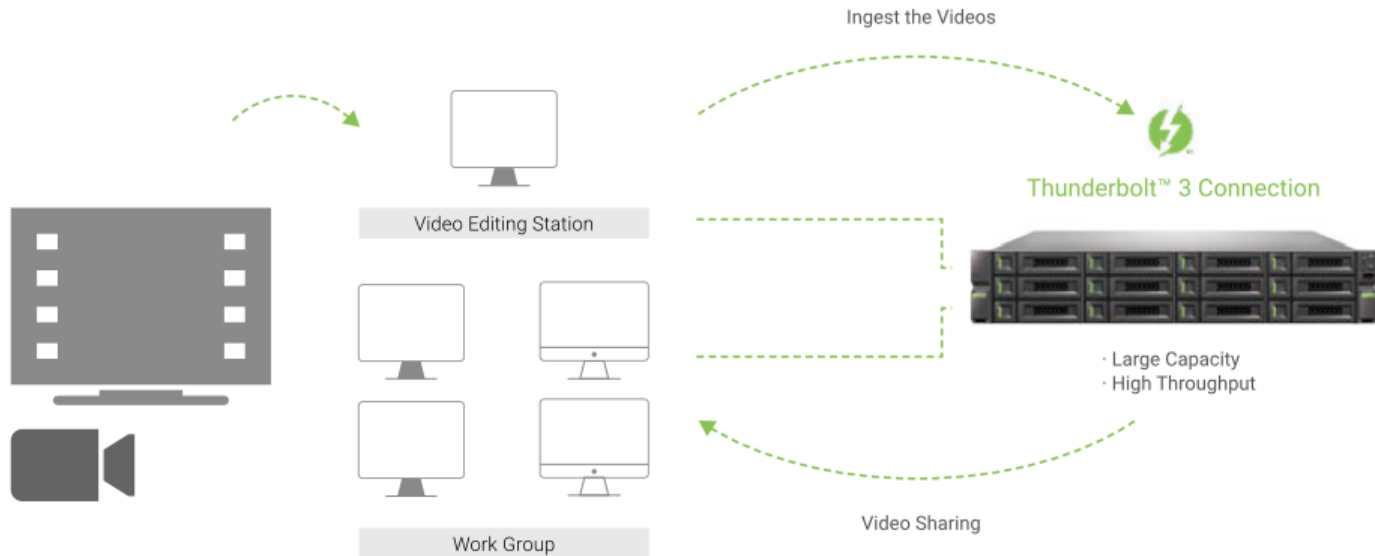 Ingest the Videos
Thunderbolt™ 3 Connection
Video Editing Station
· Large Capacity
· High Throughput
Video Sharing
Work Group